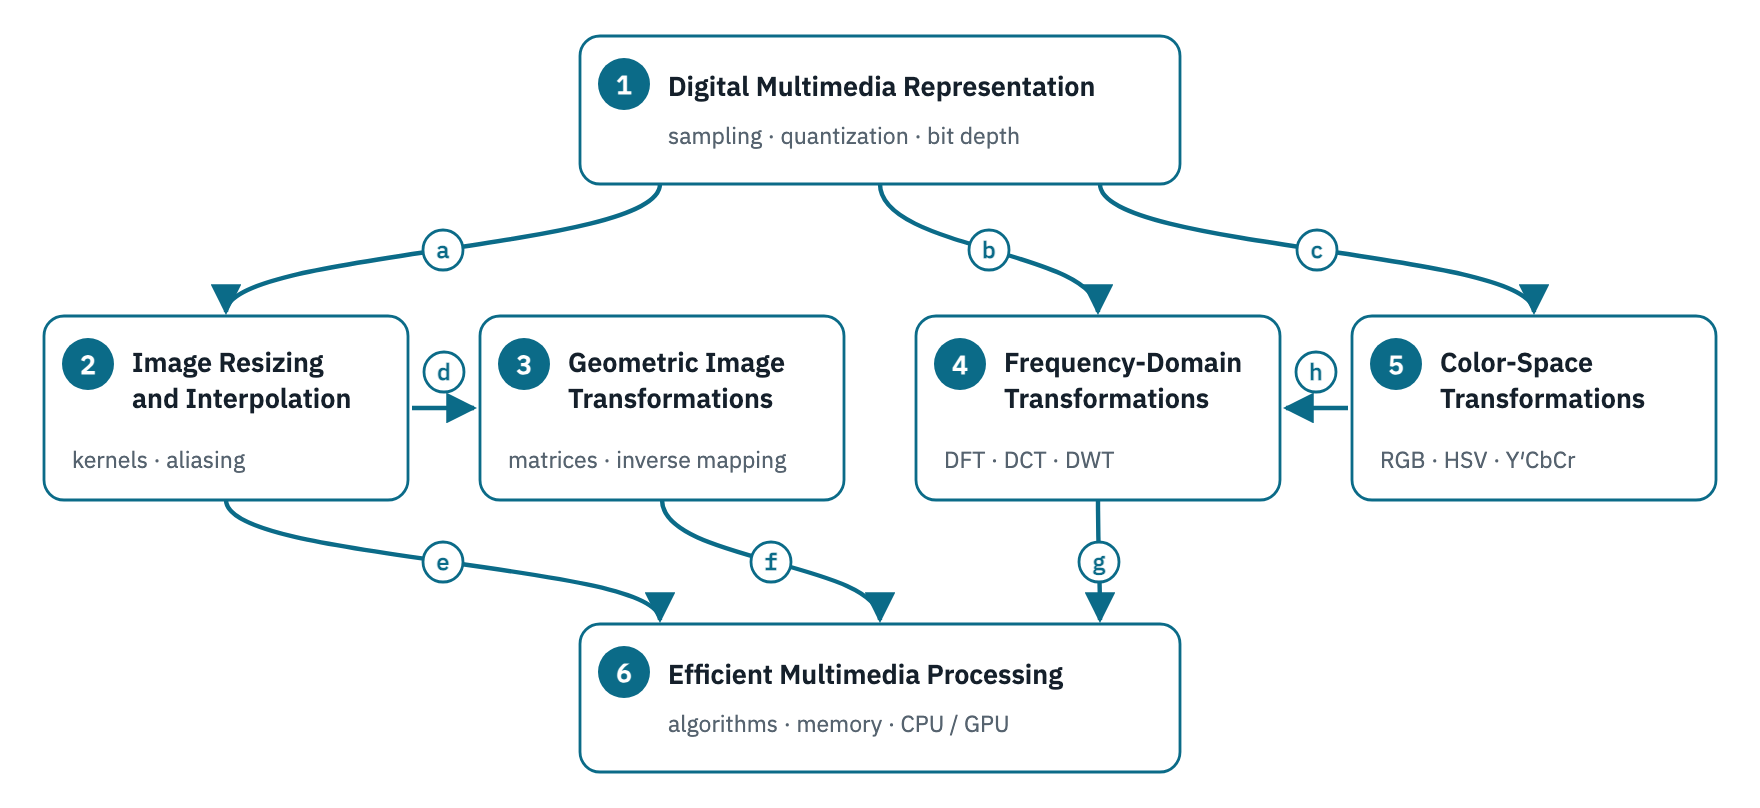 1
Digital Multimedia Representation
sampling · quantization · bit depth
a
b
c
2
Image Resizing
and Interpolation
kernels · aliasing
d
3
Geometric Image
Transformations
matrices · inverse mapping
4
Frequency-Domain
Transformations
DFT · DCT · DWT
h
5
Color-Space
Transformations
RGB · HSV · Y′CbCr
e
f
g
6
Efficient Multimedia Processing
algorithms · memory · CPU / GPU